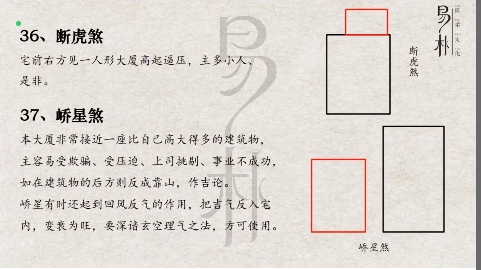 36、断虎煞
宅前右方见一人形大厦高起逼压，主多小人、
是非。
37、峤星煞
本大厦非常接近一座比自己高大得多的建筑物，
主容易受欺骗、受压迫、上司挑剔、事业不成功，
如在建筑物的后方则反成靠山，作吉论。
峤星有时还起到回风反气的作用，把吉气反入宅
内，变衰为旺，要深谙玄空理气之法，方可使用。
断虎煞
峤星煞
易朴
易朴